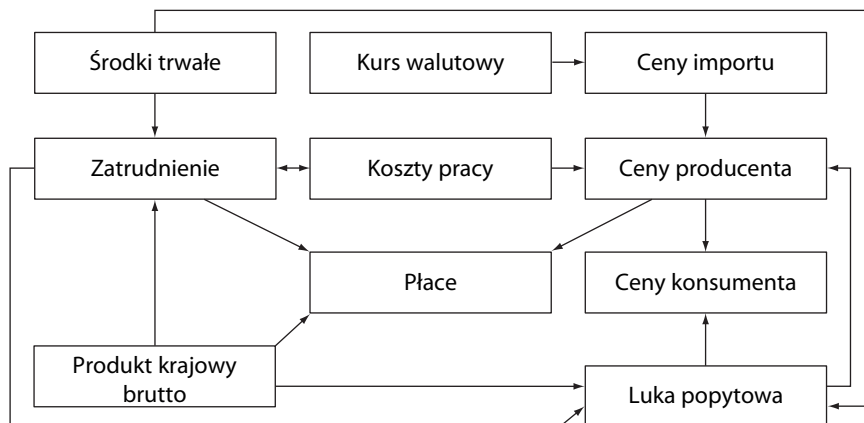 Środki trwałe
Kurs walutowy
Ceny importu
Zatrudnienie
Koszty pracy
Ceny producenta
Płace
Ceny konsumenta
Produkt krajowy
brutto
Luka popytowa